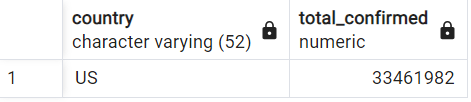 country total_confirmed
character varying (52) numeric
1 US 33461982